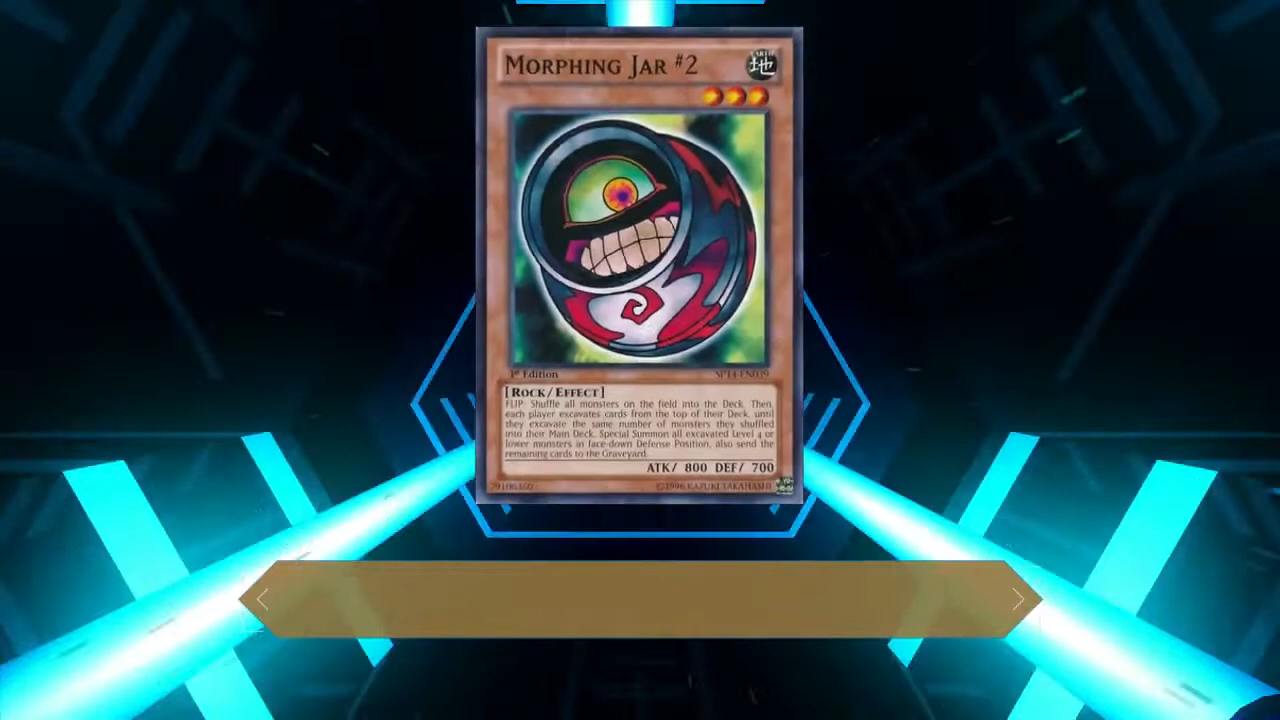 MORPHING JAR #2
EARTH
地
1st Edition
SP14-EN039
[ROCK/EFFECT]
FLIP: Shuffle all monsters on the field into the Deck. Then,
each player excavates cards from the top of their Deck, until
they excavate the same number of monsters they shuffled
into their Main Deck. Special Summon all excavated Level 4 or
lower monsters in face-down Defense Position, also send the
remaining cards to the Graveyard.
ATK/ 800 DEF/ 700
©1996 KAZUKI TAKAHASHI